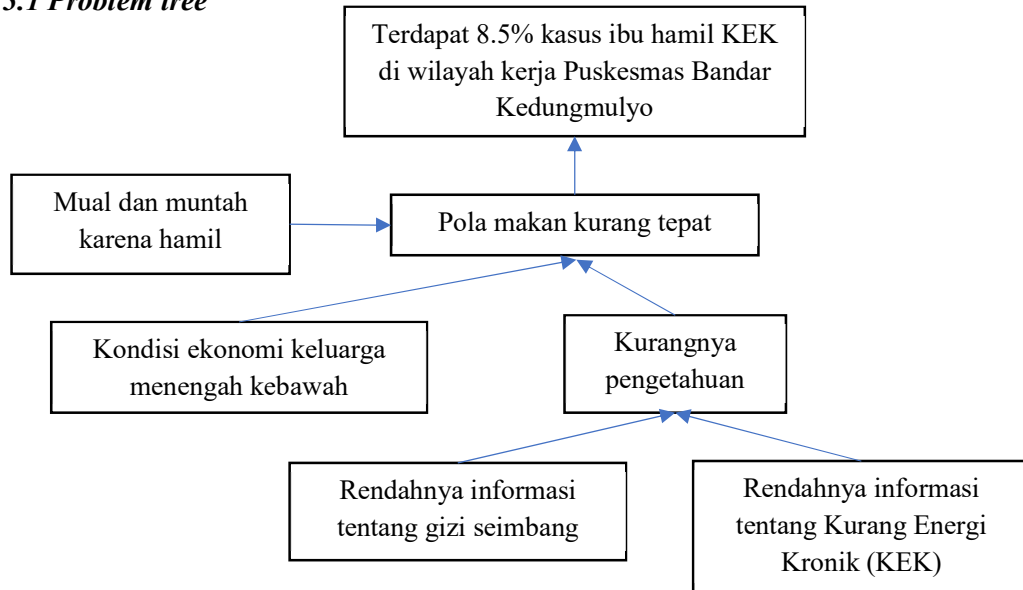 3.1 Problem tree
Terdapat 8.5% kasus ibu hamil KEK
di wilayah kerja Puskesmas Bandar
Kedungmulyo
Mual dan muntah
karena hamil
Pola makan kurang tepat
Kondisi ekonomi keluarga
menengah kebawah
Kurangnya
pengetahuan
Rendahnya informasi
tentang gizi seimbang
Rendahnya informasi
tentang Kurang Energi
Kronik (KEK)